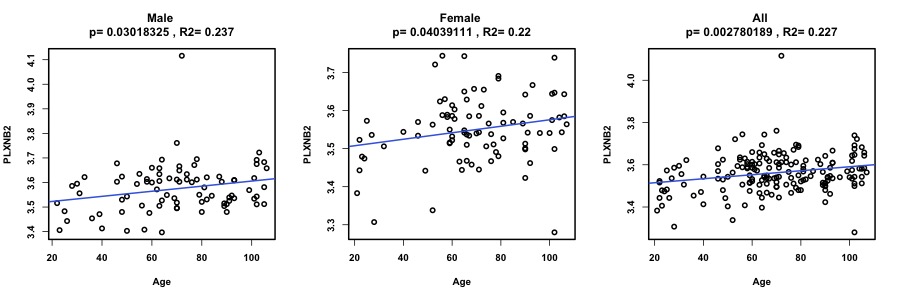 Male
p= 0.03018325 , R2= 0.237
PLXNB2
4.1
4.0
3.9
3.8
3.7
3.6
3.5
3.4
20 40 60 80 100
Age
Female
p= 0.04039111 , R2= 0.22
PLXNB2
3.7
3.6
3.5
3.4
3.3
20 40 60 80 100
Age
All
p= 0.002780189 , R2= 0.227
PLXNB2
4.0
3.8
3.6
3.4
20 40 60 80 100
Age